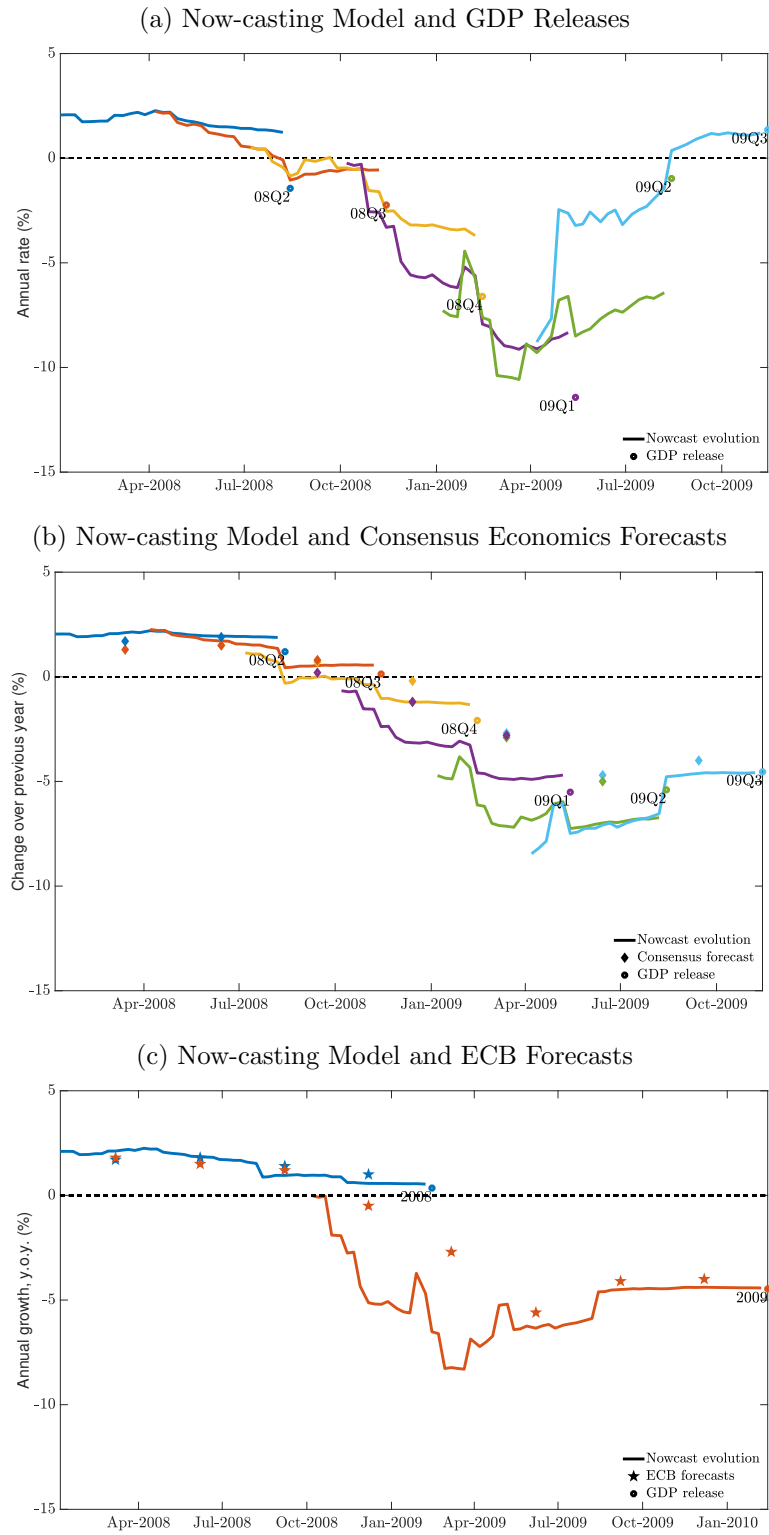 (a) Now-casting Model and GDP Releases
5
0
-5
-10
-15
Annual rate (%)
08Q2
08Q3
08Q4
09Q1
09Q2
09Q3
Nowcast evolution
GDP release
Apr-2008 Jul-2008 Oct-2008 Jan-2009 Apr-2009 Jul-2009 Oct-2009
(b) Now-casting Model and Consensus Economics Forecasts
5
0
-5
-10
-15
Change over previous year (%)
08Q2
08Q3
08Q4
09Q1
09Q2
09Q3
Nowcast evolution
Consensus forecast
GDP release
Apr-2008 Jul-2008 Oct-2008 Jan-2009 Apr-2009 Jul-2009 Oct-2009
(c) Now-casting Model and ECB Forecasts
5
0
-5
-10
-15
Annual growth, y.o.y. (%)
2008
2009
Nowcast evolution
ECB forecasts
GDP release
Apr-2008 Jul-2008 Oct-2008 Jan-2009 Apr-2009 Jul-2009 Oct-2009 Jan-2010